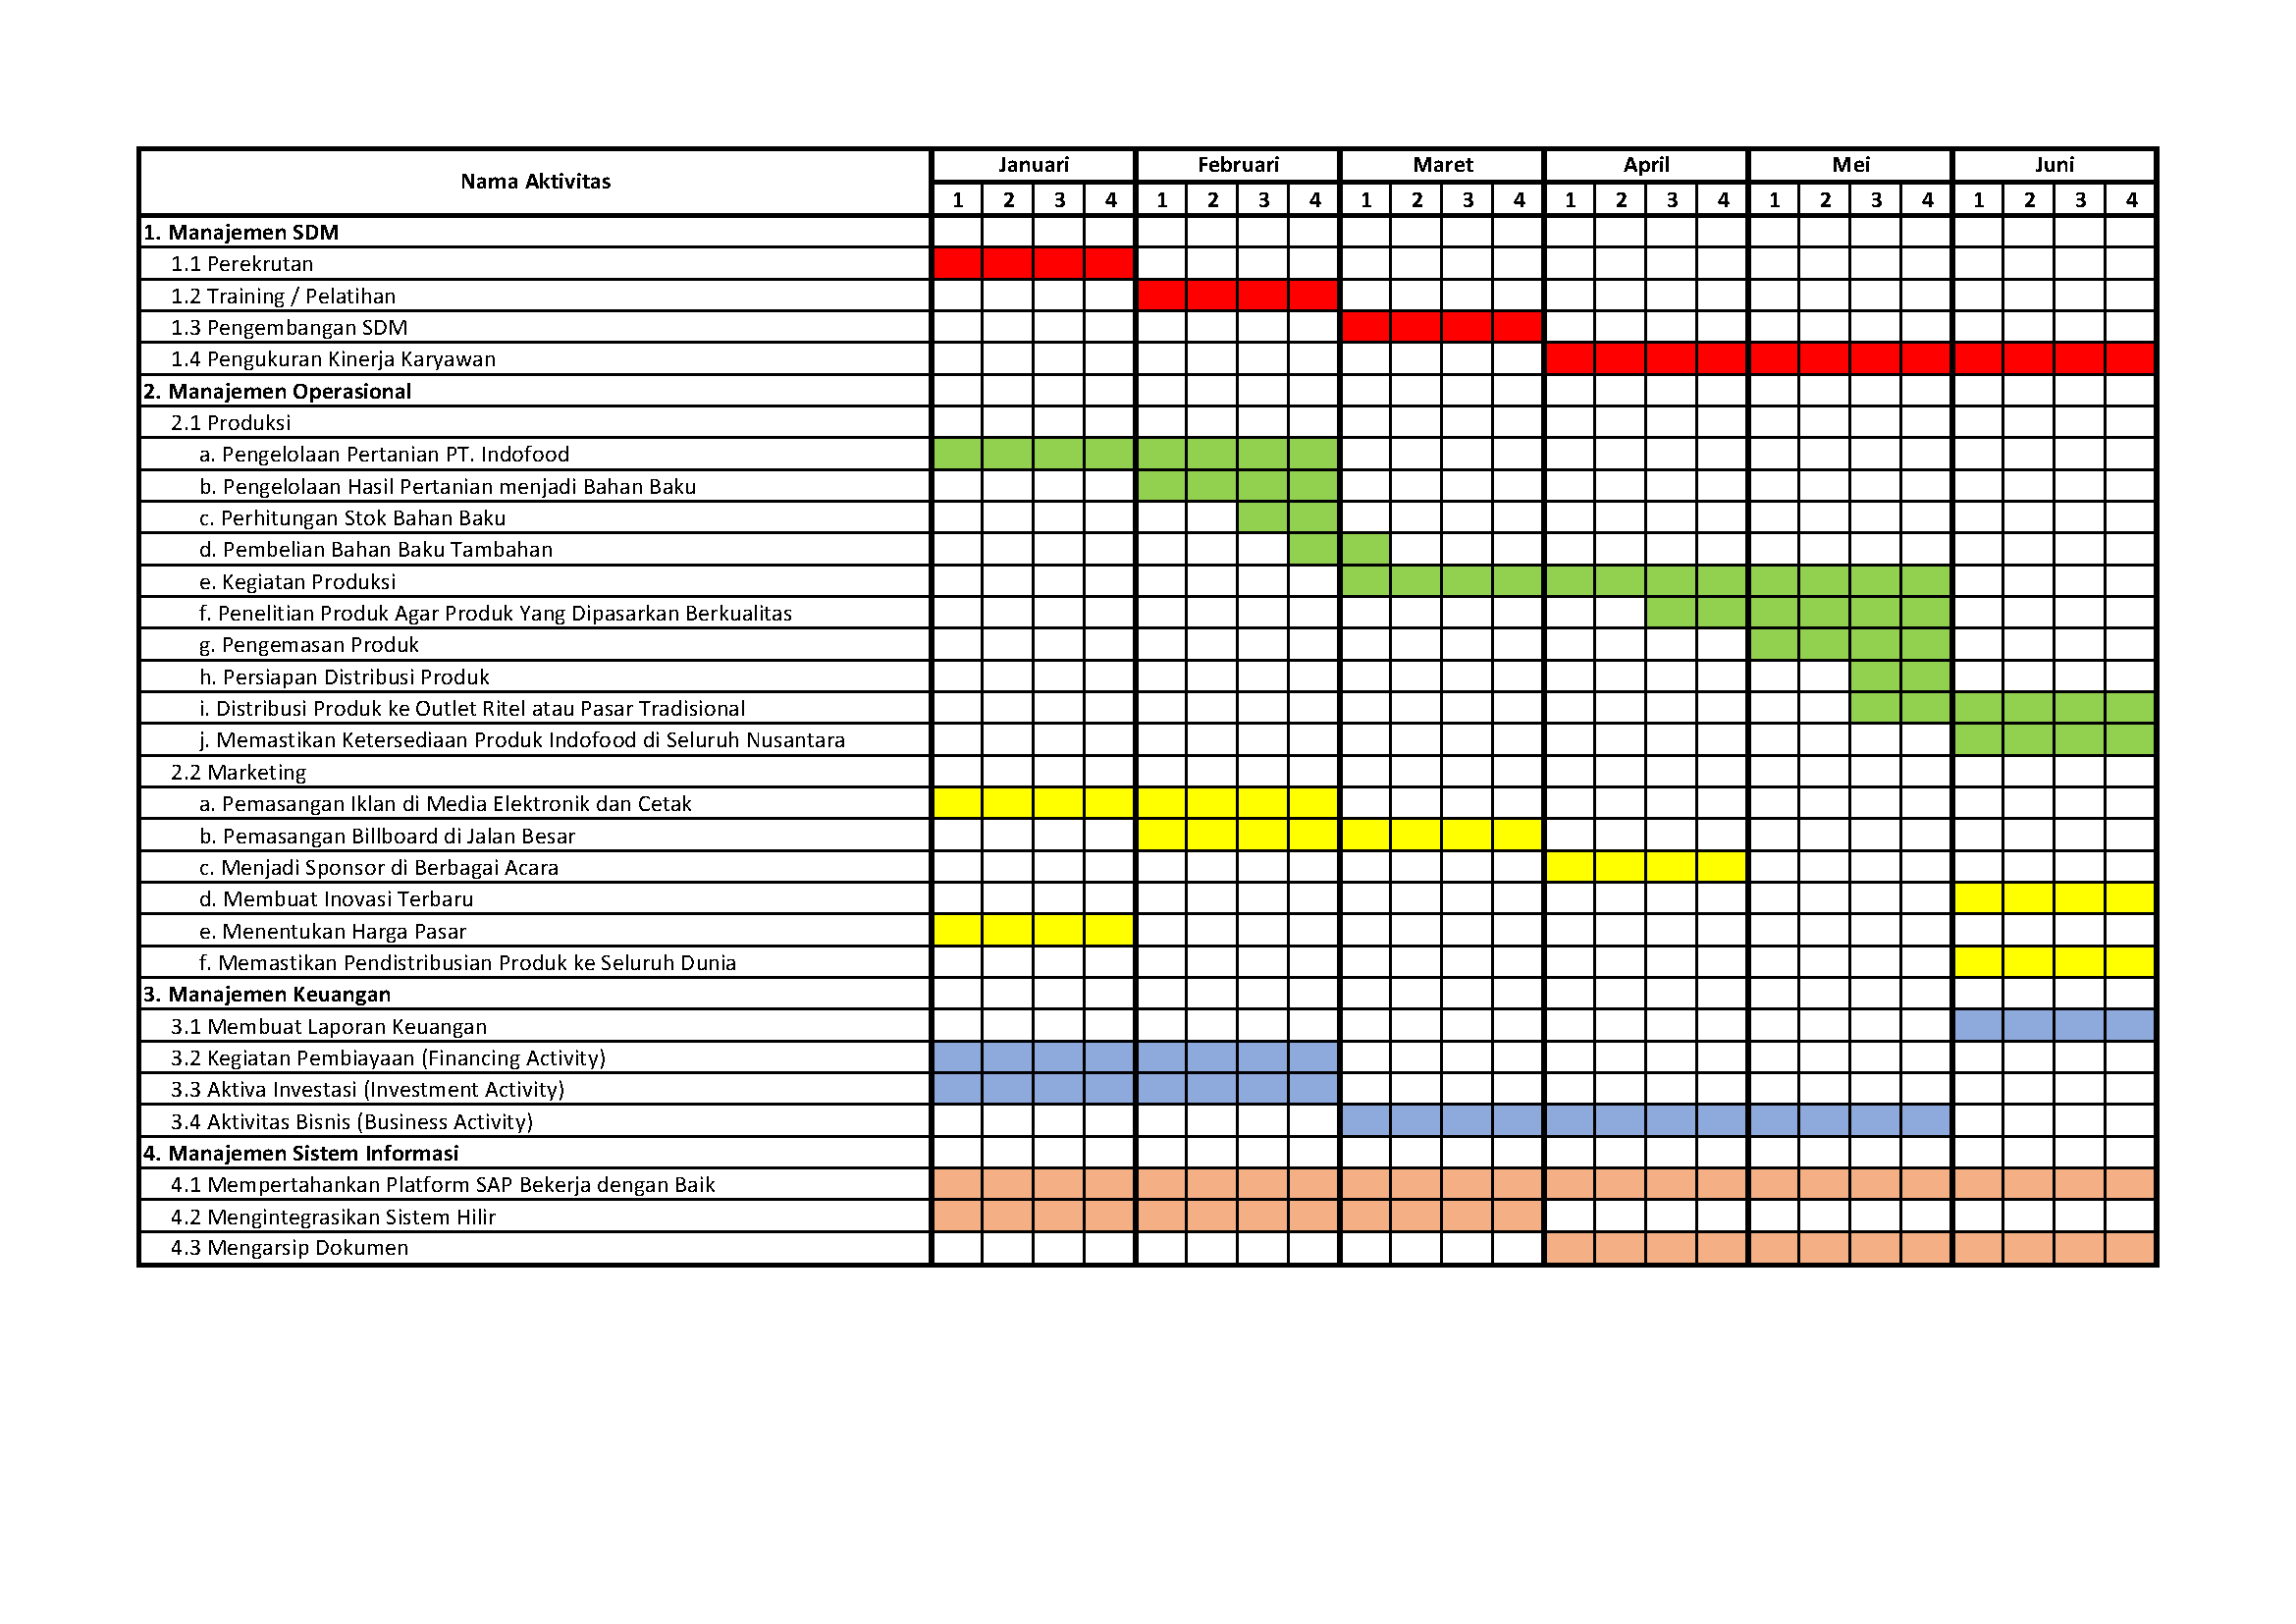 Nama Aktivitas
Januari Februari Maret April Mei Juni
1 2 3 4 1 2 3 4 1 2 3 4 1 2 3 4 1 2 3 4 1 2 3 4
1. Manajemen SDM
1.1 Perekrutan
1.2 Training / Pelatihan
1.3 Pengembangan SDM
1.4 Pengukuran Kinerja Karyawan
2. Manajemen Operasional
2.1 Produksi
a. Pengelolaan Pertanian PT. Indofood
b. Pengelolaan Hasil Pertanian menjadi Bahan Baku
c. Perhitungan Stok Bahan Baku
d. Pembelian Bahan Baku Tambahan
e. Kegiatan Produksi
f. Penelitian Produk Agar Produk Yang Dipasarkan Berkualitas
g. Pengemasan Produk
h. Persiapan Distribusi Produk
i. Distribusi Produk ke Outlet Ritel atau Pasar Tradisional
j. Memastikan Ketersediaan Produk Indofood di Seluruh Nusantara
2.2 Marketing
a. Pemasangan Iklan di Media Elektronik dan Cetak
b. Pemasangan Billboard di Jalan Besar
c. Menjadi Sponsor di Berbagai Acara
d. Membuat Inovasi Terbaru
e. Menentukan Harga Pasar
f. Memastikan Pendistribusian Produk ke Seluruh Dunia
3. Manajemen Keuangan
3.1 Membuat Laporan Keuangan
3.2 Kegiatan Pembiayaan (Financing Activity)
3.3 Aktiva Investasi (Investment Activity)
3.4 Aktivitas Bisnis (Business Activity)
4. Manajemen Sistem Informasi
4.1 Mempertahankan Platform SAP Bekerja dengan Baik
4.2 Mengintegrasikan Sistem Hilir
4.3 Mengarsip Dokumen